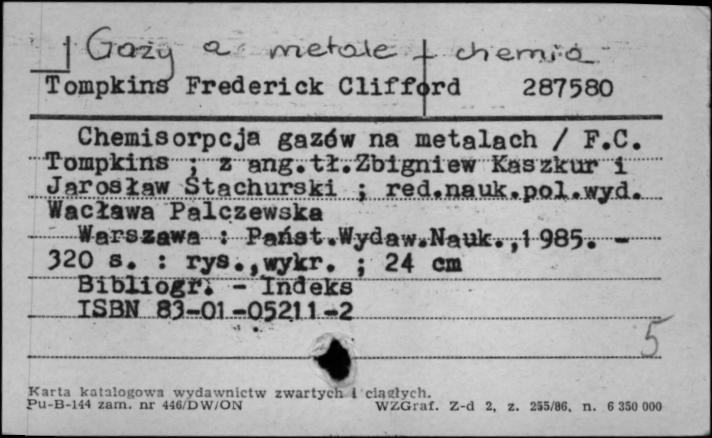 Gazy a metale + chemia
Tompkins Frederick Clifford 287580
Chemisorpcja gazów na metalach / F.C.
Tompkins ; z ang.tł.Zbigniew Kaszkur i
Jarosław Stachurski ; red.nauk.pol.wyd.
Wacława Palczewska
Warszawa : Państ.Wydaw.Nauk.,1985. -
320 s. : rys.,wykr. ; 24 cm
Bibliogr. - Indeks
ISBN 83-01-05211-2
5
Karta katalogowa wydawnictw zwartych i ciągłych.
Pu-B-144 zam. nr 446/DW/ON WZGraf. Z-d 2, z. 255/86, n. 6 350 000